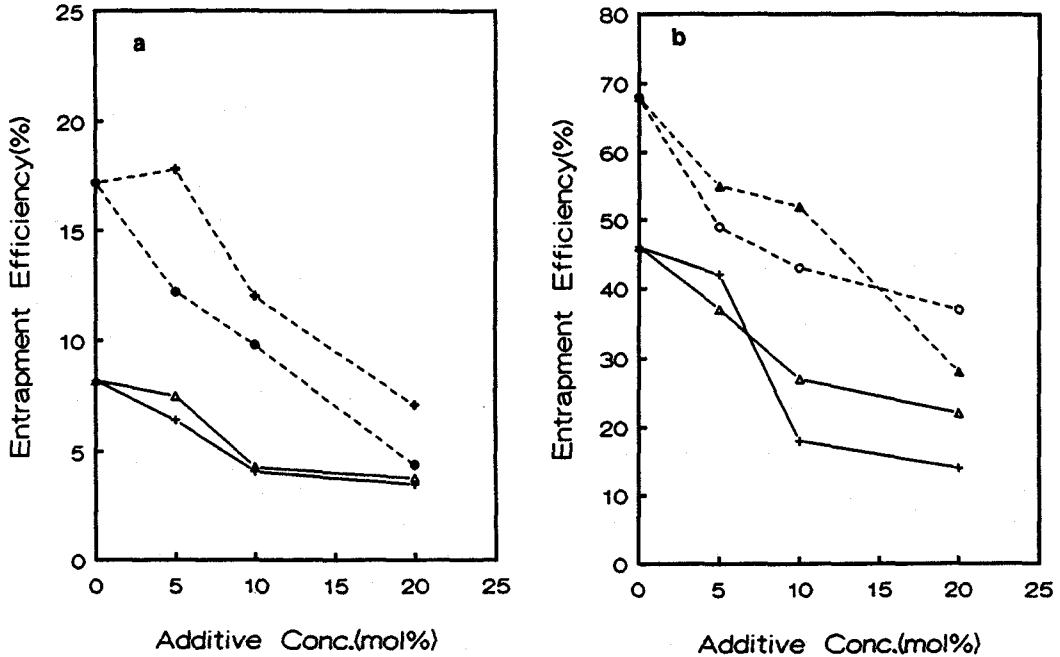 a
25
20
15
10
5
0
Entrapment Efficiency(%)
0 5 10 15 20 25
Additive Conc.(mol%)
b
80
70
60
50
40
30
20
10
0
Entrapment Efficiency(%)
0 5 10 15 20 25
Additive Conc.(mol%)